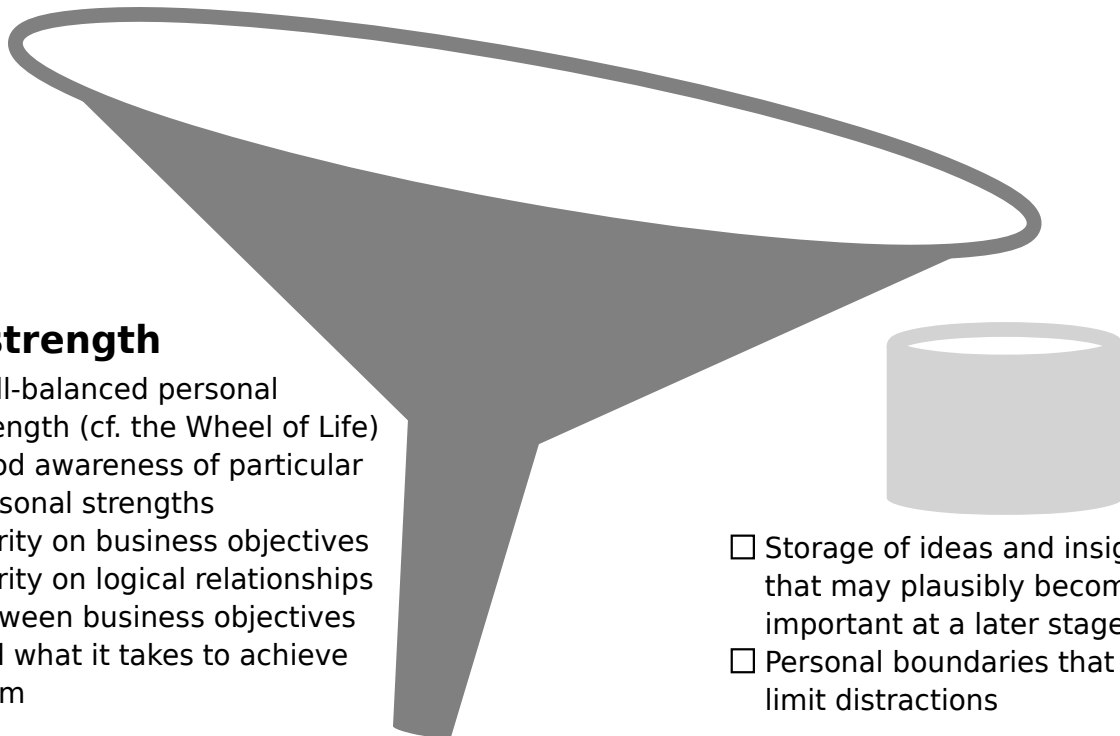 strength
ll-balanced personal
ength (cf. the Wheel of Life)
od awareness of particular
sonal strengths
rity on business objectives
rity on logical relationships
ween business objectives
d what it takes to achieve
m
☐ Storage of ideas and insig
that may plausibly becom
important at a later stage
☐ Personal boundaries that
limit distractions